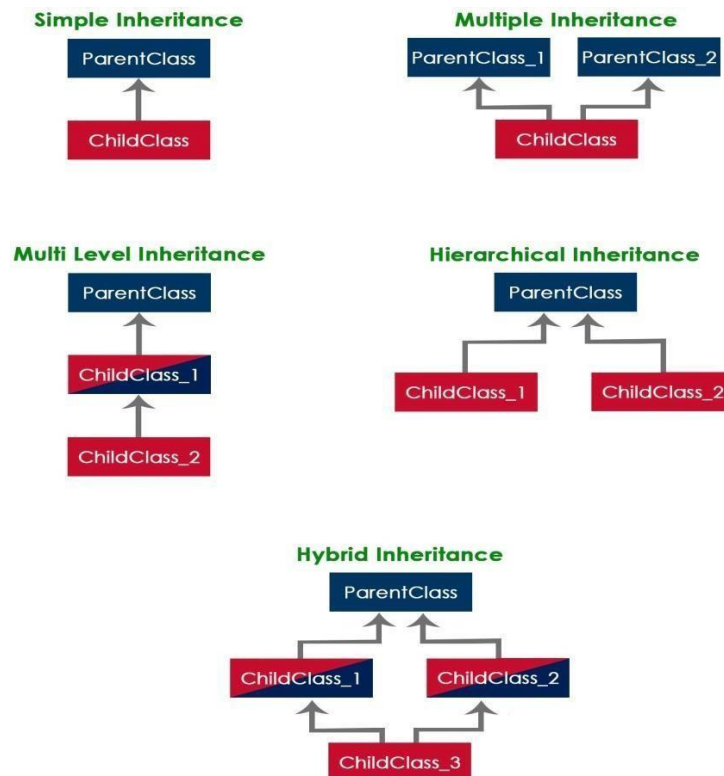 Simple Inheritance
ParentClass
ChildClass
Multiple Inheritance
ParentClass_1 ParentClass_2
ChildClass
Multi Level Inheritance
ParentClass
ChildClass_1
ChildClass_2
Hierarchical Inheritance
ParentClass
ChildClass_1 ChildClass_2
Hybrid Inheritance
ParentClass
ChildClass_1 ChildClass_2
ChildClass_3